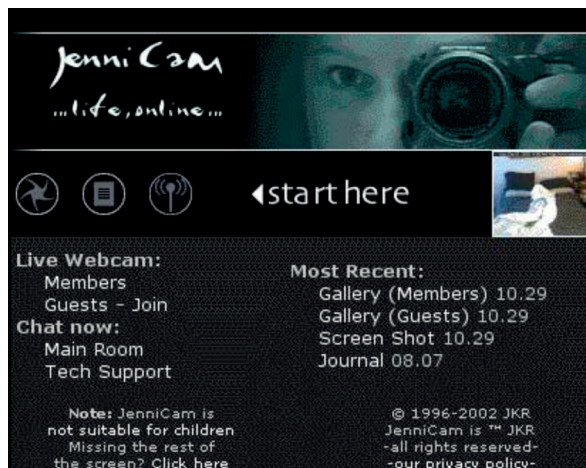 Jenni Cam
...life, online...
start here
Live Webcam:
Members
Guests - Join
Chat now:
Main Room
Tech Support
Most Recent:
Gallery (Members) 10.29
Gallery (Guests) 10.29
Screen Shot 10.29
Journal 08.07
Note: JenniCam is
not suitable for children
Missing the rest of
the screen? Click here
© 1996-2002 JKR
JenniCam is ™ JKR
-all rights reserved-
-our privacy policy-